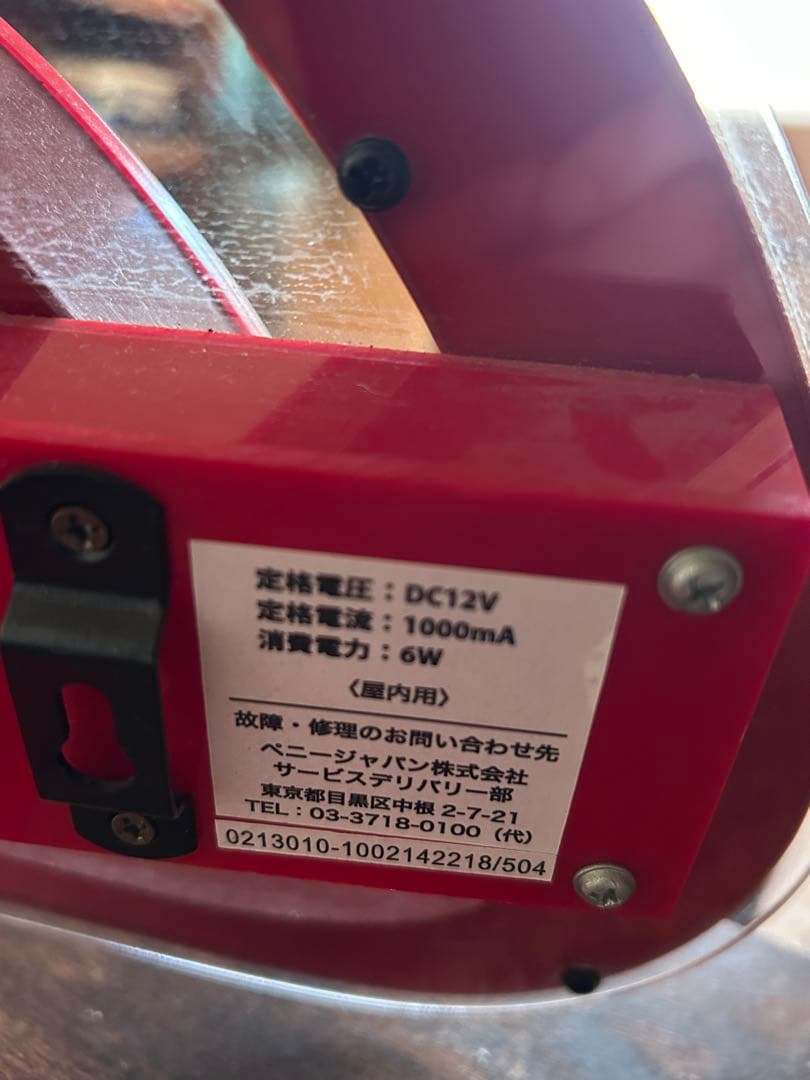 定格電圧：DC12V
定格電流：1000mA
消費電力：6W
〈屋内用〉
故障・修理のお問い合わせ先
ペニージャパン株式会社
サービスデリバリー部
東京都目黒区中根 2-7-21
TEL：03-3718-0100（代）
0213010-1002142218/504